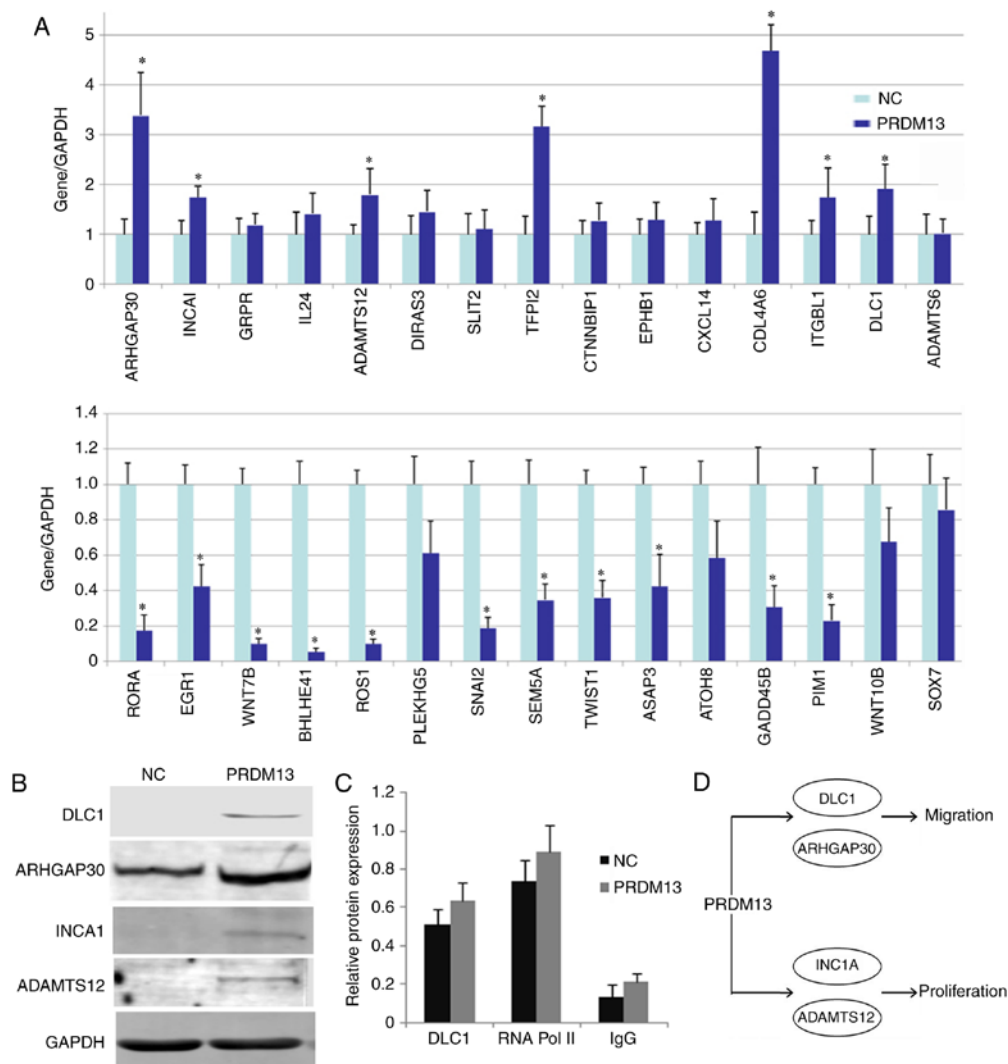 A
Gene/GAPDH
5
4
3
2
1
0
NC
PRDM13
* * * * * * *
ARHGAP30
INCAI
GRPR
IL24
ADAMTS12
DIRAS3
SLIT2
TFPI2
CTNNBIP1
EPHB1
CXCL14
CDL4A6
ITGBL1
DLC1
ADAMTS6
Gene/GAPDH
1.4
1.2
1.0
0.8
0.6
0.4
0.2
0
* * * * * * * * * * *
RORA
EGR1
WNT7B
BHLHE41
ROS1
PLEKHG5
SNAI2
SEM5A
TWIST1
ASAP3
ATOH8
GADD45B
PIM1
WNT10B
SOX7
B
NC PRDM13
DLC1
ARHGAP30
INCA1
ADAMTS12
GAPDH
C
Relative protein expression
1.2
1.0
0.8
0.6
0.4
0.2
0
NC
PRDM13
DLC1 RNA Pol II IgG
D
PRDM13
DLC1
ARHGAP30
Migration
INC1A
ADAMTS12
Proliferation